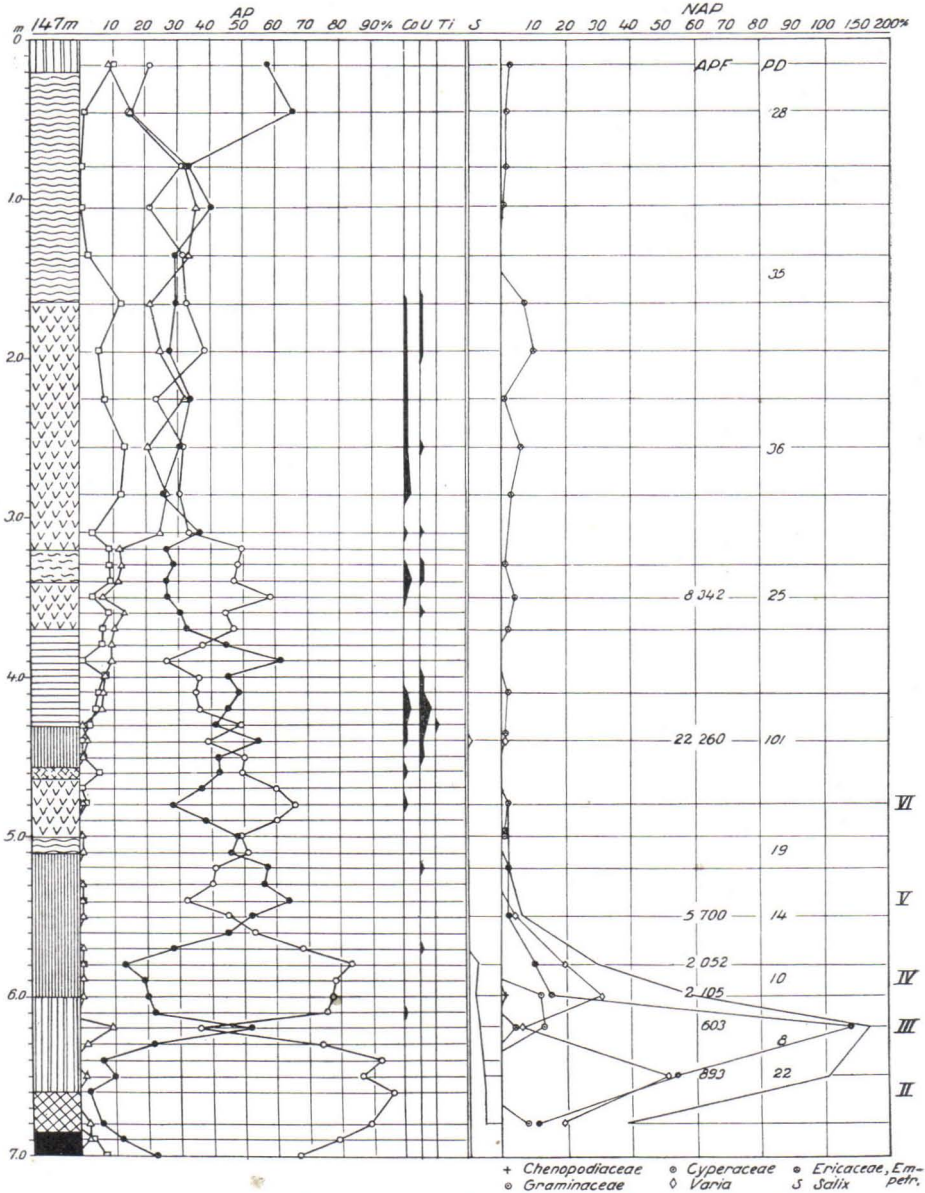 AP NAP
m 147m 10 20 30 40 50 60 70 80 90% Co U Ti S 10 20 30 40 50 60 70 80 90 100 150 200%
0 APF PD
28
1.0
35
2.0
36
3.0
8 342 25
4.0
22 260 101
VI
5.0
19
V
5 700 14
2 052
10 IV
6.0 2 105
603 III
8
893 22
II
7.0
+ Chenopodiaceae ⊙ Cyperaceae ● Ericaceae, Em-
⊙ Graminaceae ◊ Varia S Salix petr.